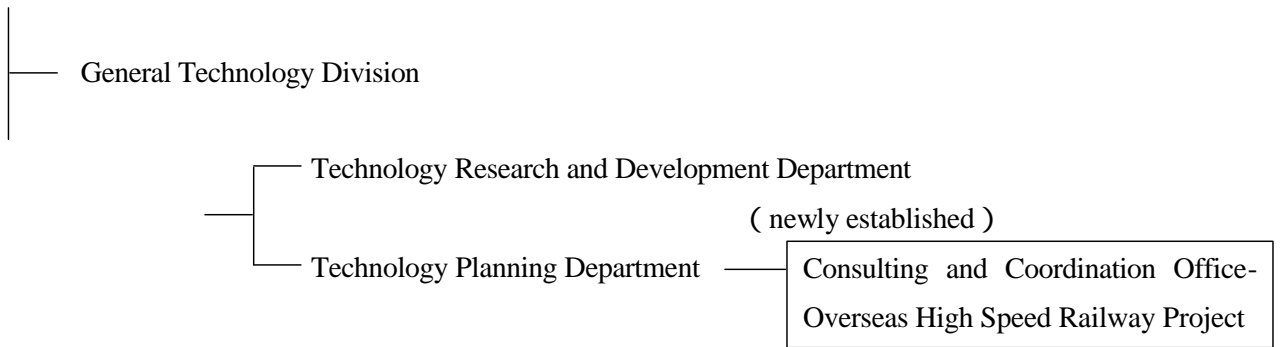 General Technology Division
Technology Research and Development Department
( newly established )
Technology Planning Department
Consulting and Coordination Office-
Overseas High Speed Railway Project